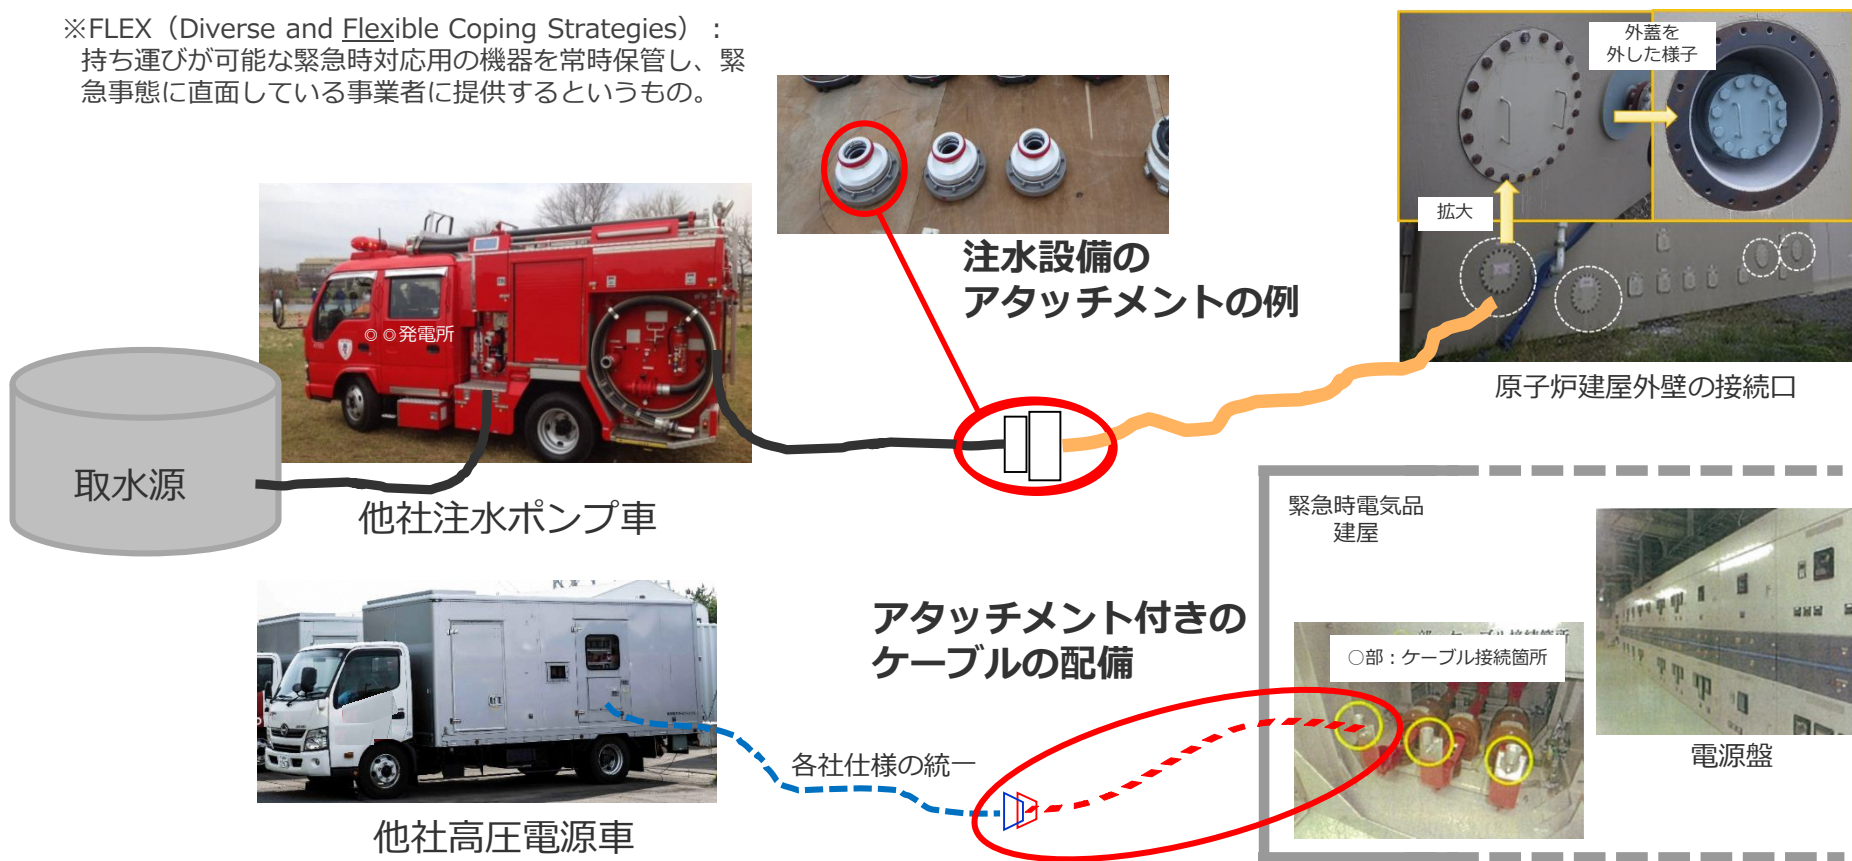 ※FLEX（Diverse and Flexible Coping Strategies）：
持ち運びが可能な緊急時対応用の機器を常時保管し、緊
急事態に直面している事業者に提供するというもの。
外蓋を
外した様子
拡大
注水設備の
アタッチメントの例
◎◎発電所
原子炉建屋外壁の接続口
取水源
他社注水ポンプ車
緊急時電気品
建屋
アタッチメント付きの
ケーブルの配備
○部：ケーブル接続箇所
電源盤
各社仕様の統一
他社高圧電源車